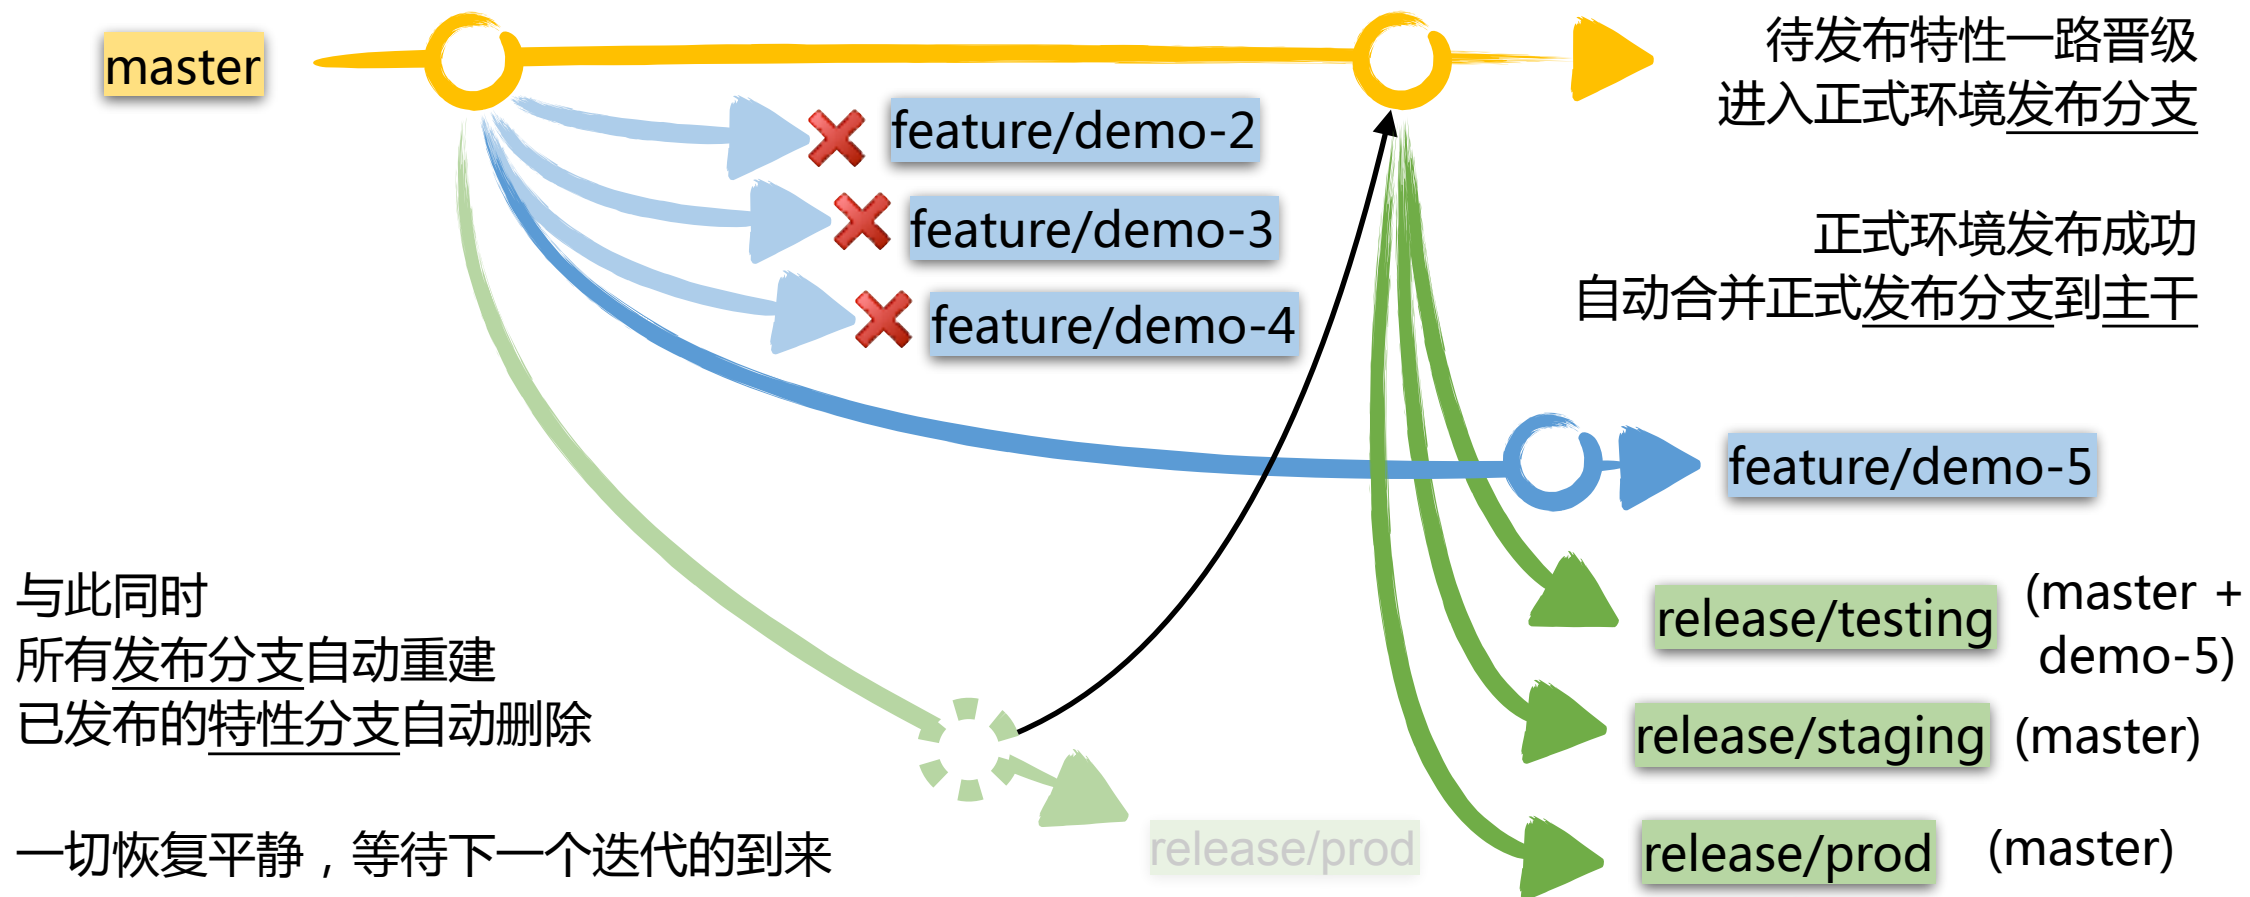 master
待发布特性一路晋级
进入正式环境发布分支
feature/demo-2
feature/demo-3
正式环境发布成功
自动合并正式发布分支到主干
feature/demo-4
feature/demo-5
与此同时
所有发布分支自动重建
已发布的特性分支自动删除
一切恢复平静，等待下一个迭代的到来
release/prod
release/testing
(master +
demo-5)
release/staging
(master)
release/prod
(master)